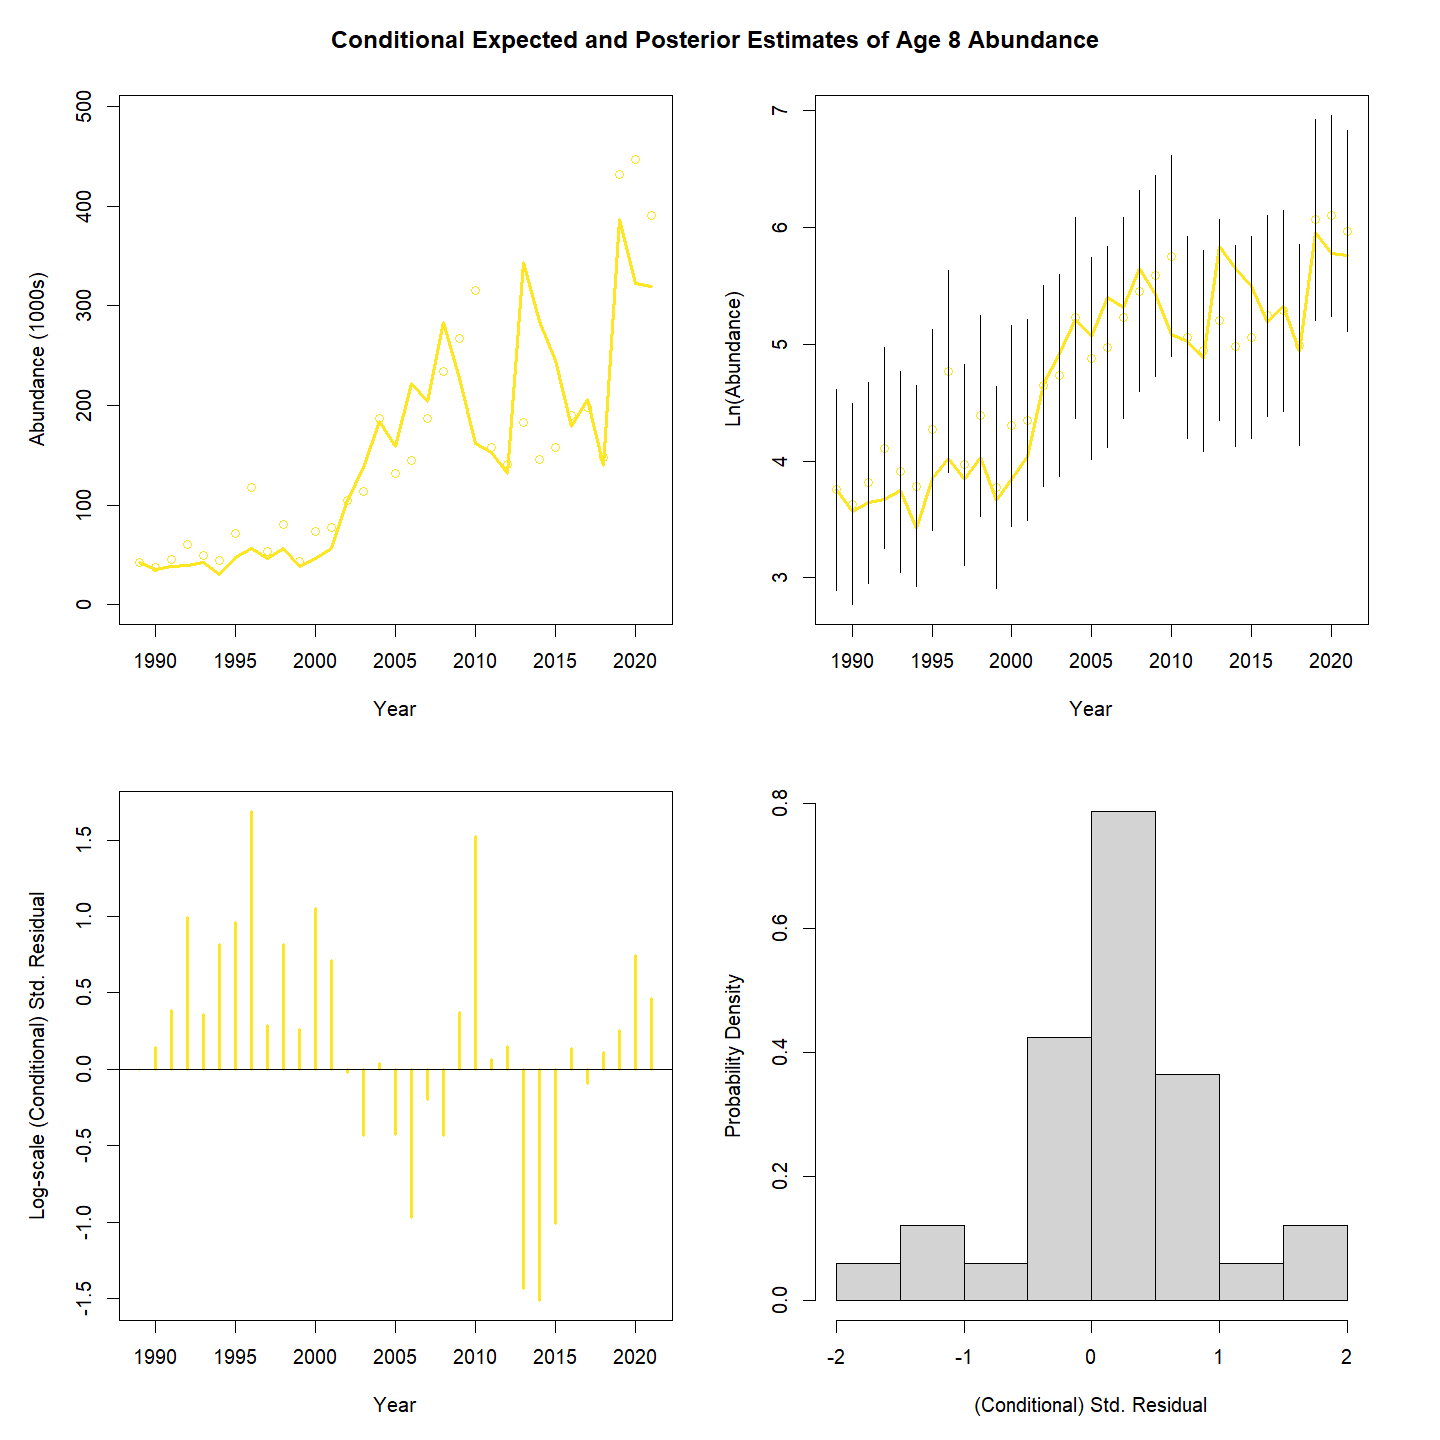 Conditional Expected and Posterior Estimates of Age 8 Abundance
Abundance (1000s)
500
400
300
200
100
0
1990 1995 2000 2005 2010 2015 2020
Year
Ln(Abundance)
7
6
5
4
3
1990 1995 2000 2005 2010 2015 2020
Year
Log-scale (Conditional) Std. Residual
1.5
1.0
0.5
0.0
-0.5
-1.0
-1.5
1990 1995 2000 2005 2010 2015 2020
Year
Probability Density
0.8
0.6
0.4
0.2
0.0
-2 -1 0 1 2
(Conditional) Std. Residual